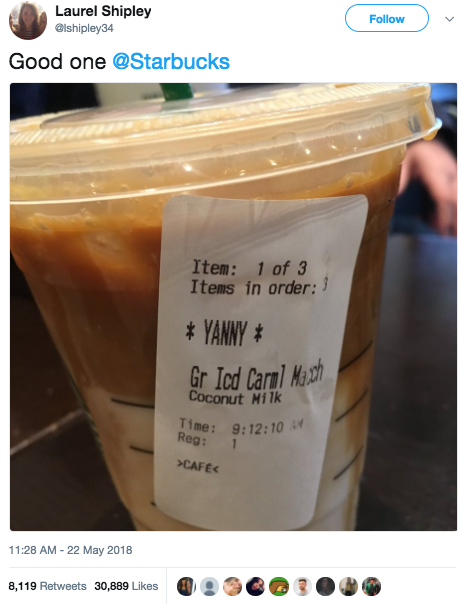 Laurel Shipley
@lshipley34
Follow
Good one @Starbucks
Item: 1 of 3
Items in order: 3
* YANNY *
Gr Icd Carml Macch
Coconut Milk
Time: 9:12:10 AM
Reg: 1
>CAFE<
11:28 AM - 22 May 2018
8,119 Retweets 30,889 Likes